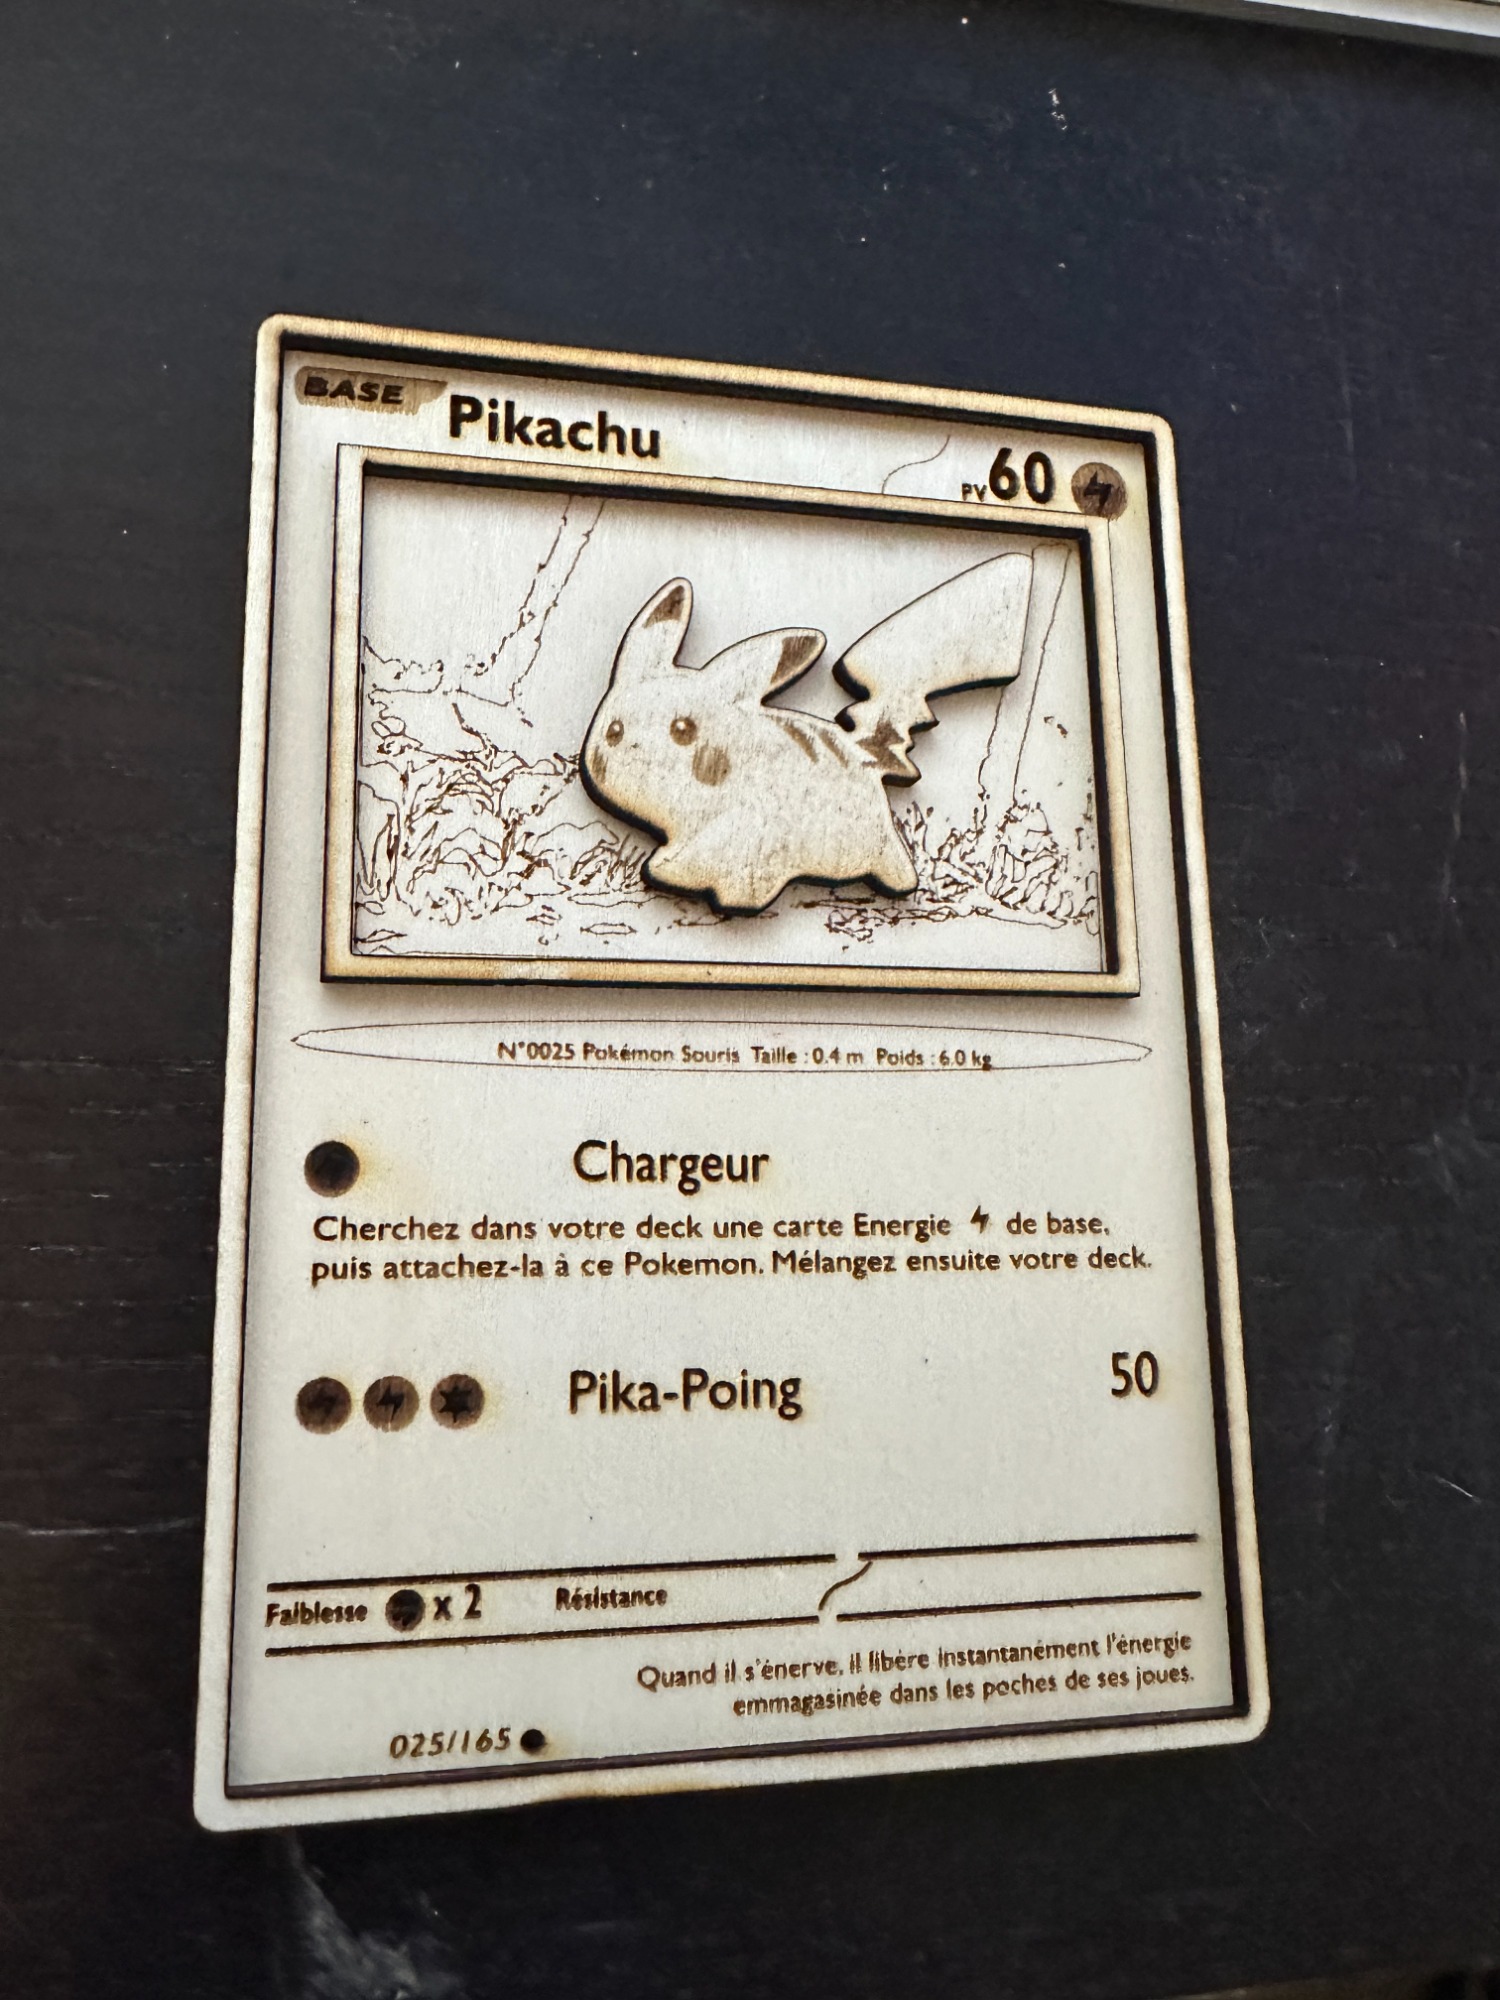 BASE
Pikachu
PV 60
N°0025 Pokémon Souris Taille : 0.4 m Poids : 6.0 kg
Chargeur
Cherchez dans votre deck une carte Energie de base,
puis attachez-la à ce Pokemon. Mélangez ensuite votre deck.
Pika-Poing 50
Faiblesse x 2 Résistance
Quand il s'énerve, il libère instantanément l'énergie
emmagasinée dans les poches de ses joues.
025/165